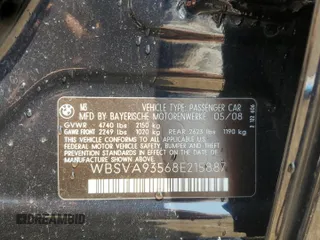 MS VEHICLE TYPE: PASSENGER CAR
MFD BY BAYERISCHE MOTORENWERKE 05/08
GVWR 4740 lbs 2150 kg
GAWR FRONT 2249 lbs 1020 kg REAR 2623 lbs 1190 kg
THIS VEHICLE CONFORMS TO ALL APPLICABLE U.S.
FEDERAL MOTOR VEHICLE SAFETY, BUMPER AND THEFT
PREVENTION STANDARDS IN EFFECT ON THE DATE OF
MANUFACTURE SHOWN ABOVE.
WBSVA93568E215887